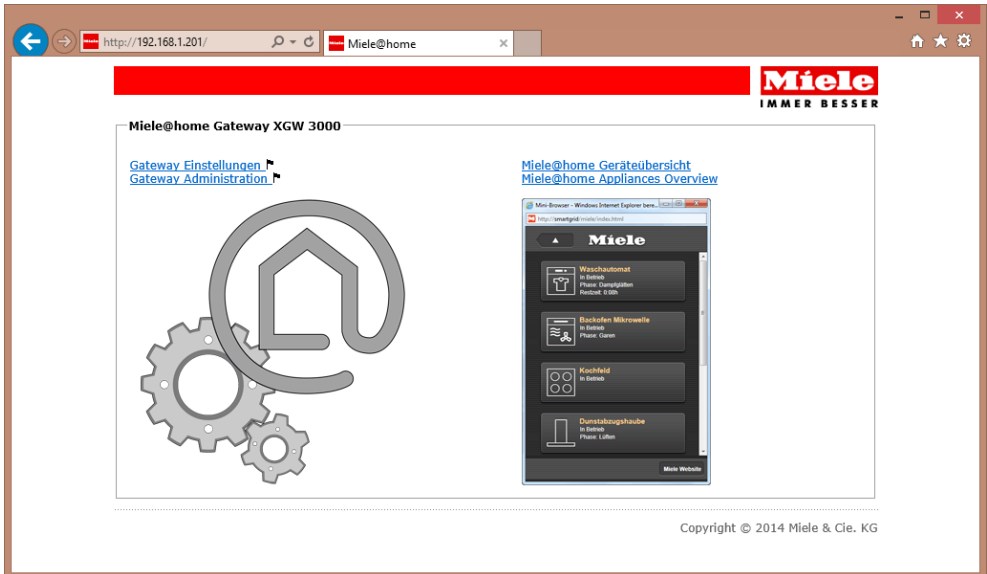 http://192.168.1.201/
Miele@home
Miele
IMMER BESSER
Miele@home Gateway XGW 3000
Gateway Einstellungen
Gateway Administration
Miele@home Geräteübersicht
Miele@home Appliances Overview
Mini-Browser - Windows Internet Explorer bere...
http://smartgrid/miele/index.html
Miele
Waschautomat
In Betrieb
Phase: Dampfglätten
Restzeit: 0:08h
Backofen Mikrowelle
In Betrieb
Phase: Garen
Kochfeld
In Betrieb
Dunstabzugshaube
In Betrieb
Phase: Lüften
Miele Website
Copyright © 2014 Miele & Cie. KG